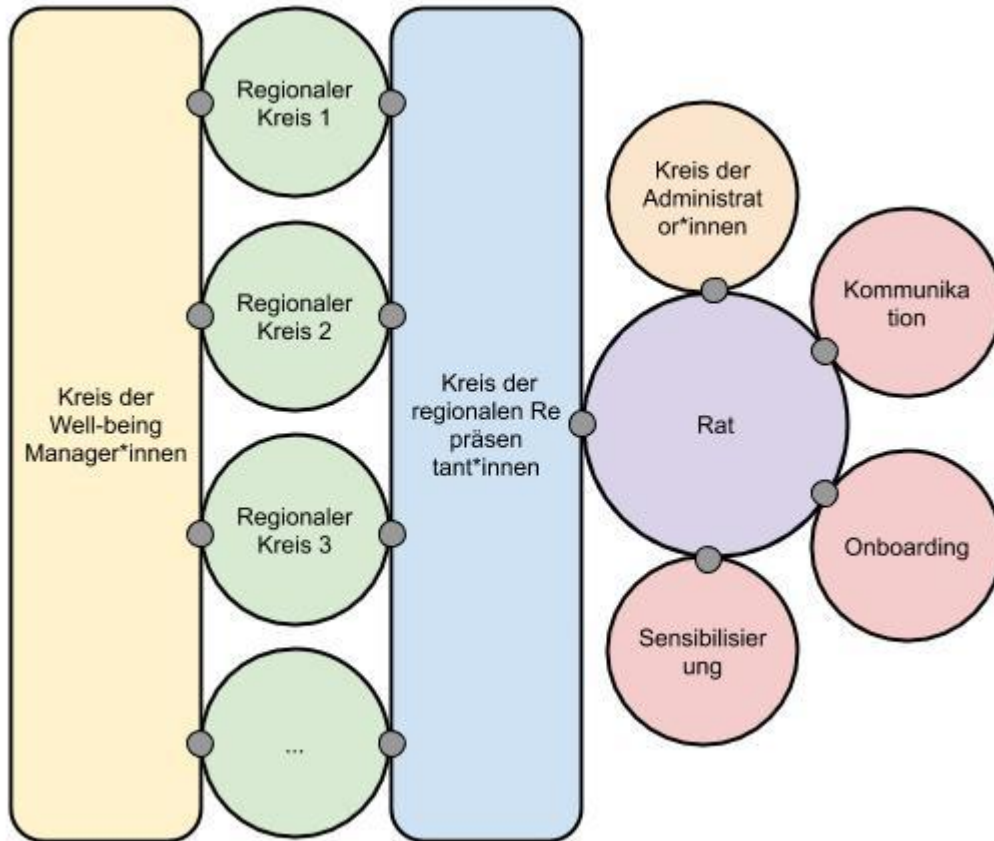 Kreis der
Well-being
Manager*innen
Regionaler
Kreis 1
Regionaler
Kreis 2
Regionaler
Kreis 3
...
Kreis der
regionalen Re
präsen
tant*innen
Rat
Kreis der
Administrat
or*innen
Kommunika
tion
Onboarding
Sensibilisier
ung